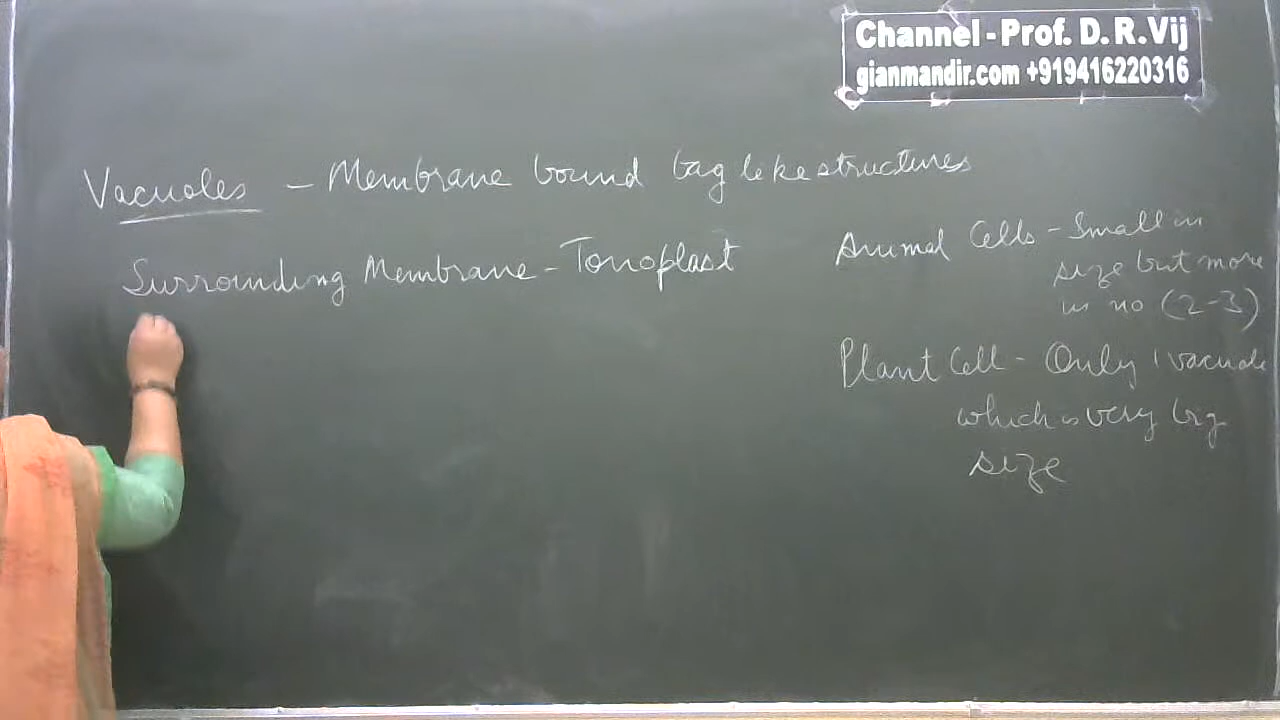 Channel - Prof. D. R. Vij
gianmandir.com +919416220316
Vacuoles - Membrane bound bag like structures
Surrounding Membrane - Tonoplast
Animal Cells - Small in
size but more
in no (2-3)
Plant Cell - Only 1 vacuole
which is very big
size